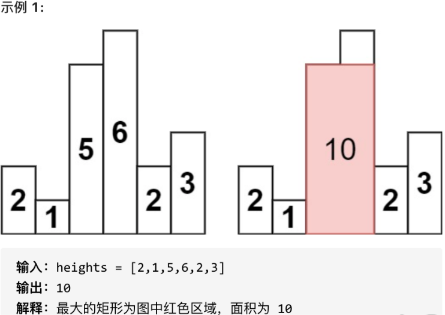 示例 1:
2
1
5
6
2
3
2
1
10
2
3
输入: heights = [2,1,5,6,2,3]
输出: 10
解释: 最大的矩形为图中红色区域，面积为 10